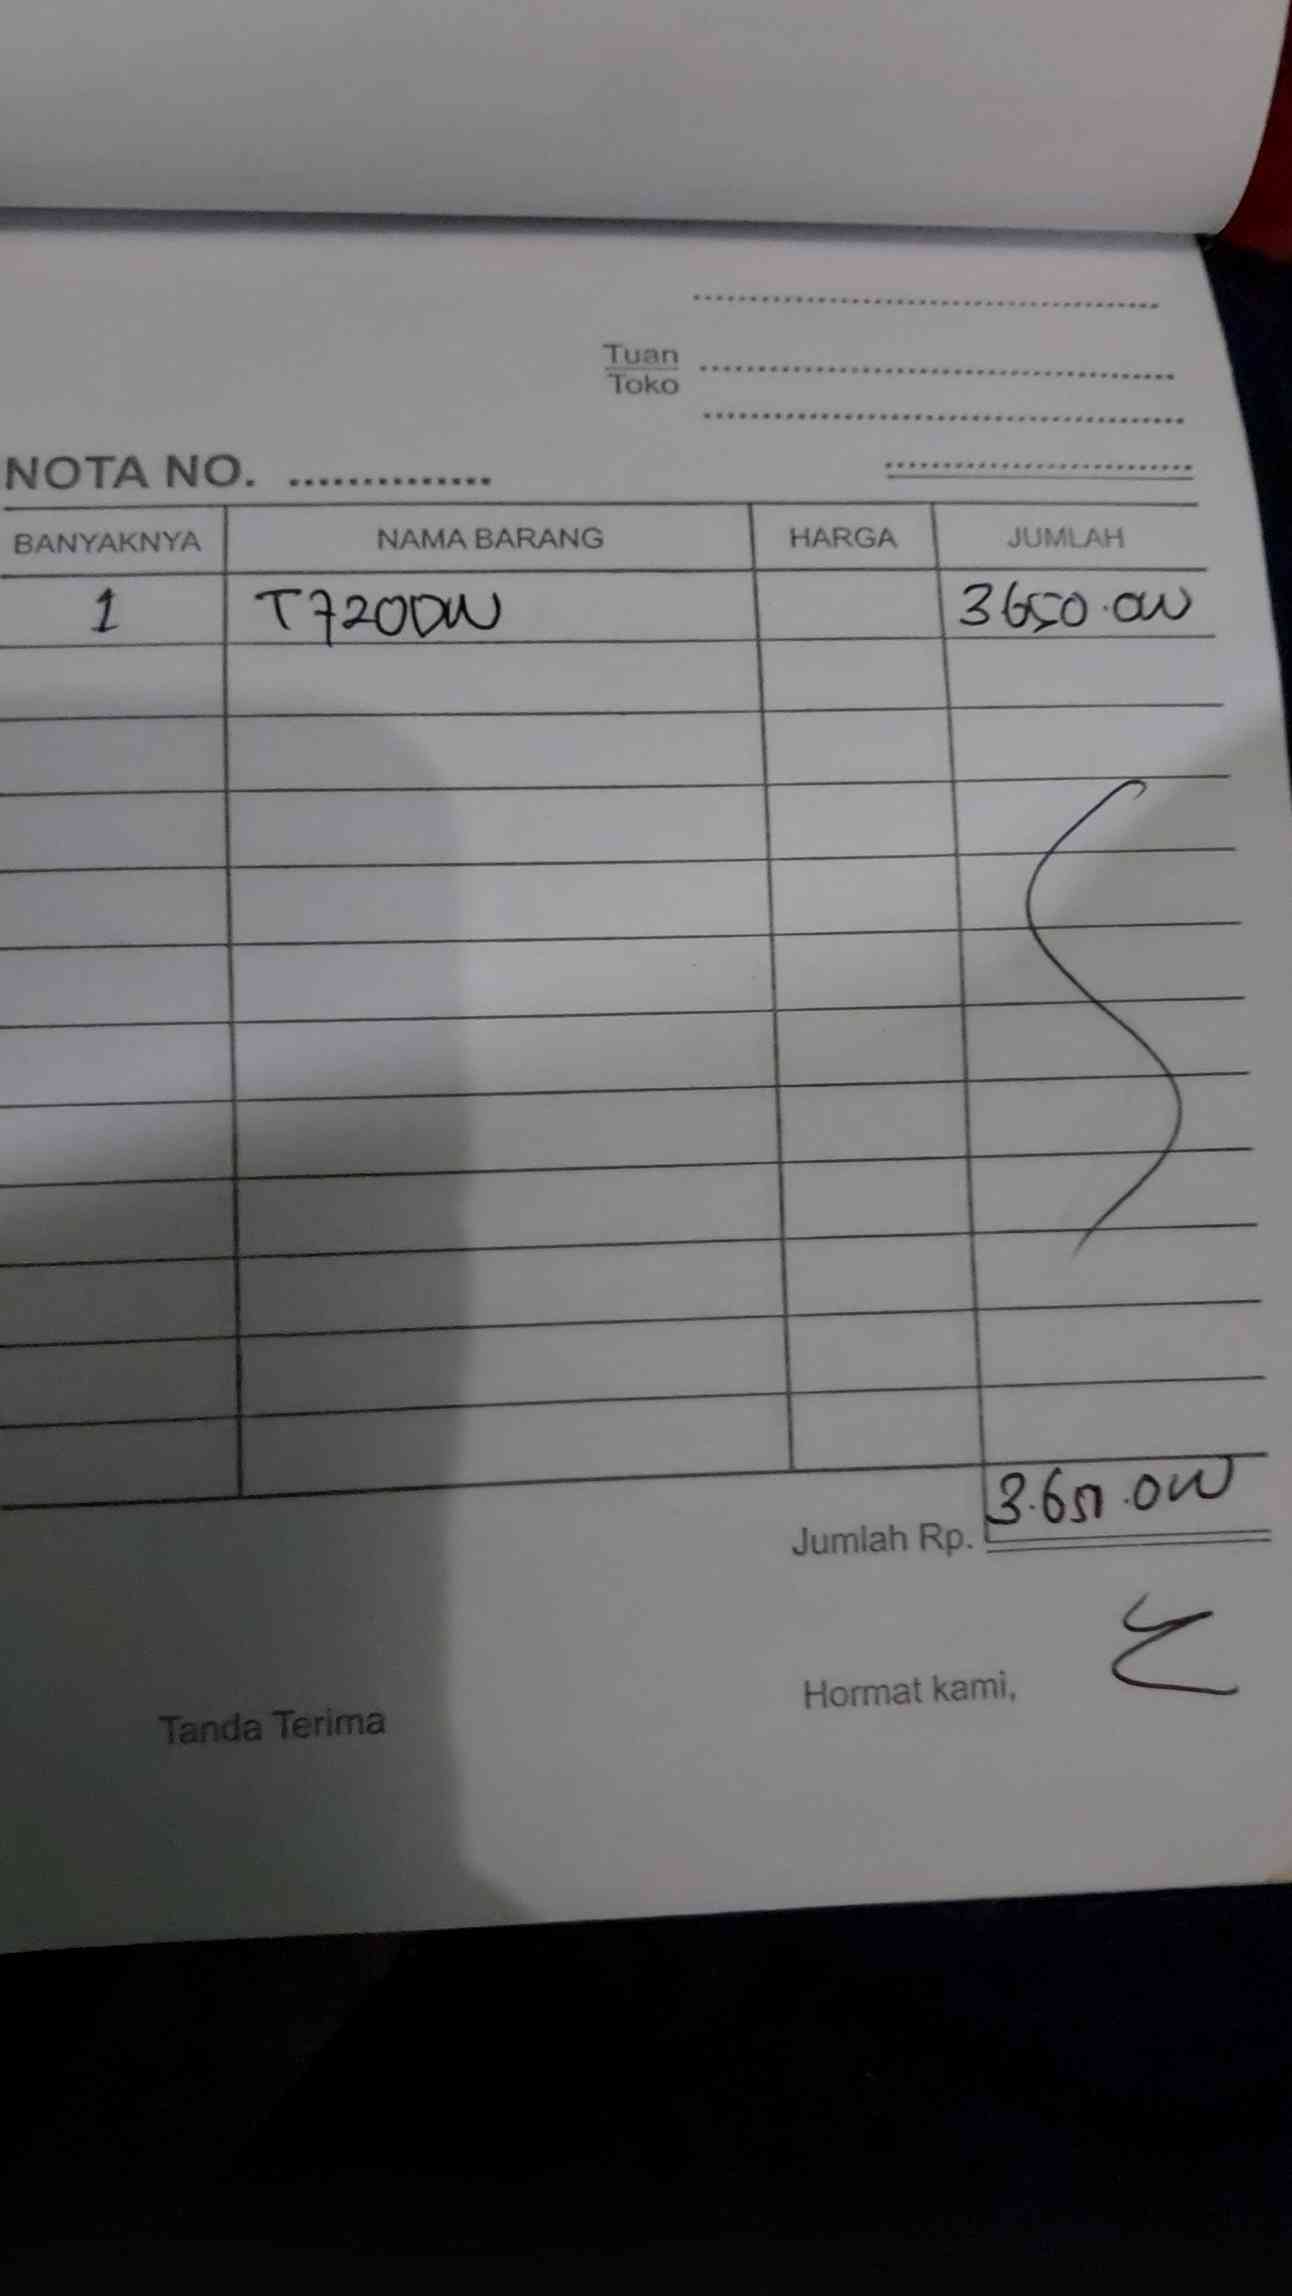 Tuan
Toko
NOTA NO. ..............
BANYAKNYA NAMA BARANG HARGA JUMLAH
1 T720DW 3650.000
Jumlah Rp. 3.650.000
Hormat kami,
Tanda Terima